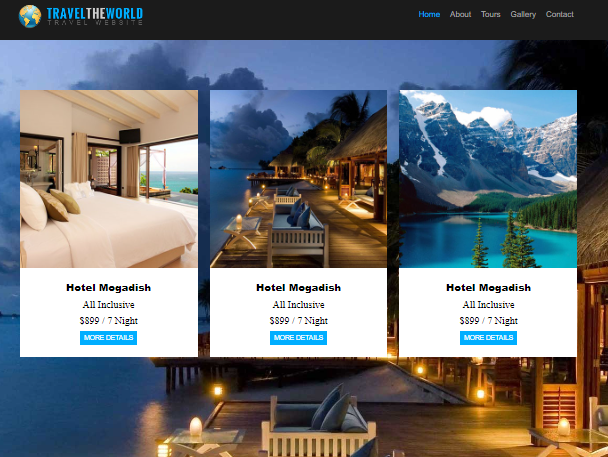 TRAVELTHEWORLD
TRAVEL WEBSITE
Home About Tours Gallery Contact
Hotel Mogadish
All Inclusive
$899 / 7 Night
MORE DETAILS
Hotel Mogadish
All Inclusive
$899 / 7 Night
MORE DETAILS
Hotel Mogadish
All Inclusive
$899 / 7 Night
MORE DETAILS